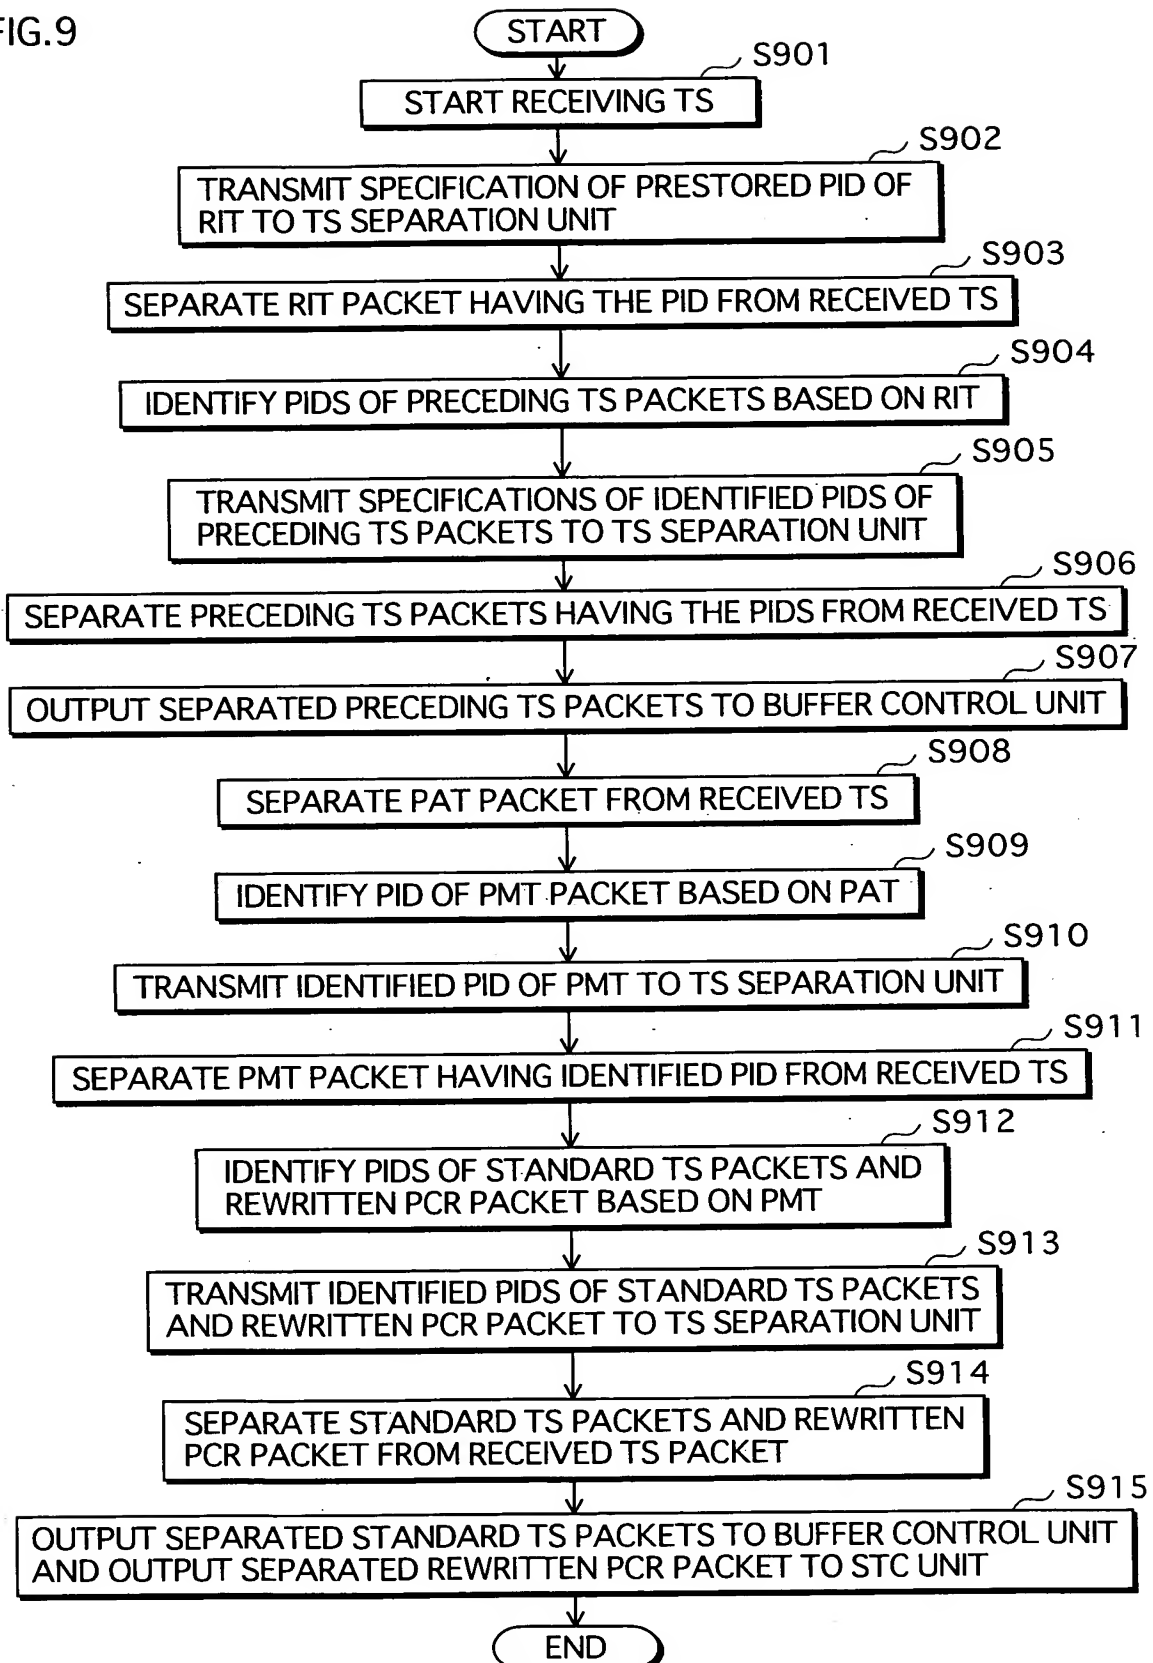 FIG.9
START
S901
START RECEIVING TS
S902
TRANSMIT SPECIFICATION OF PRESTORED PID OF
RIT TO TS SEPARATION UNIT
S903
SEPARATE RIT PACKET HAVING THE PID FROM RECEIVED TS
S904
IDENTIFY PIDS OF PRECEDING TS PACKETS BASED ON RIT
S905
TRANSMIT SPECIFICATIONS OF IDENTIFIED PIDS OF
PRECEDING TS PACKETS TO TS SEPARATION UNIT
S906
SEPARATE PRECEDING TS PACKETS HAVING THE PIDS FROM RECEIVED TS
S907
OUTPUT SEPARATED PRECEDING TS PACKETS TO BUFFER CONTROL UNIT
S908
SEPARATE PAT PACKET FROM RECEIVED TS
S909
IDENTIFY PID OF PMT PACKET BASED ON PAT
S910
TRANSMIT IDENTIFIED PID OF PMT TO TS SEPARATION UNIT
S911
SEPARATE PMT PACKET HAVING IDENTIFIED PID FROM RECEIVED TS
S912
IDENTIFY PIDS OF STANDARD TS PACKETS AND
REWRITTEN PCR PACKET BASED ON PMT
S913
TRANSMIT IDENTIFIED PIDS OF STANDARD TS PACKETS
AND REWRITTEN PCR PACKET TO TS SEPARATION UNIT
S914
SEPARATE STANDARD TS PACKETS AND REWRITTEN
PCR PACKET FROM RECEIVED TS PACKET
S915
OUTPUT SEPARATED STANDARD TS PACKETS TO BUFFER CONTROL UNIT
AND OUTPUT SEPARATED REWRITTEN PCR PACKET TO STC UNIT
END